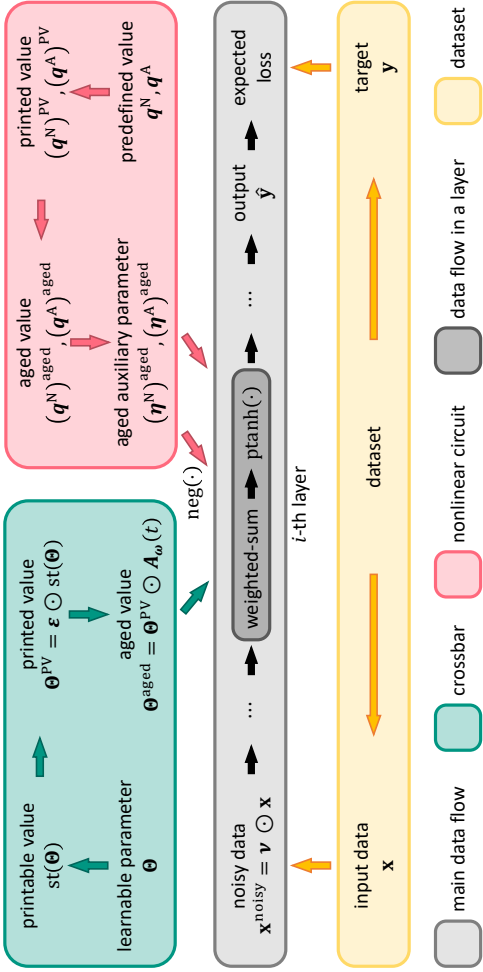 printable value
st(𝚯)
learnable parameter
𝚯
printed value
𝚯^PV = 𝜺 ⊙ st(𝚯)
aged value
𝚯^aged = 𝚯^PV ⊙ 𝑨_𝝎(𝑡)
aged value
(𝒒^N)^aged, (𝒒^A)^aged
aged auxiliary parameter
(𝜼^N)^aged, (𝜼^A)^aged
printed value
(𝒒^N)^PV, (𝒒^A)^PV
predefined value
𝒒^N, 𝒒^A
neg(·)
noisy data
𝐱^noisy = 𝝂 ⊙ 𝐱
...
weighted-sum
ptanh(·)
...
output
ŷ
expected
loss
𝑖-th layer
input data
𝐱
dataset
target
𝐲
main data flow
crossbar
nonlinear circuit
data flow in a layer
dataset